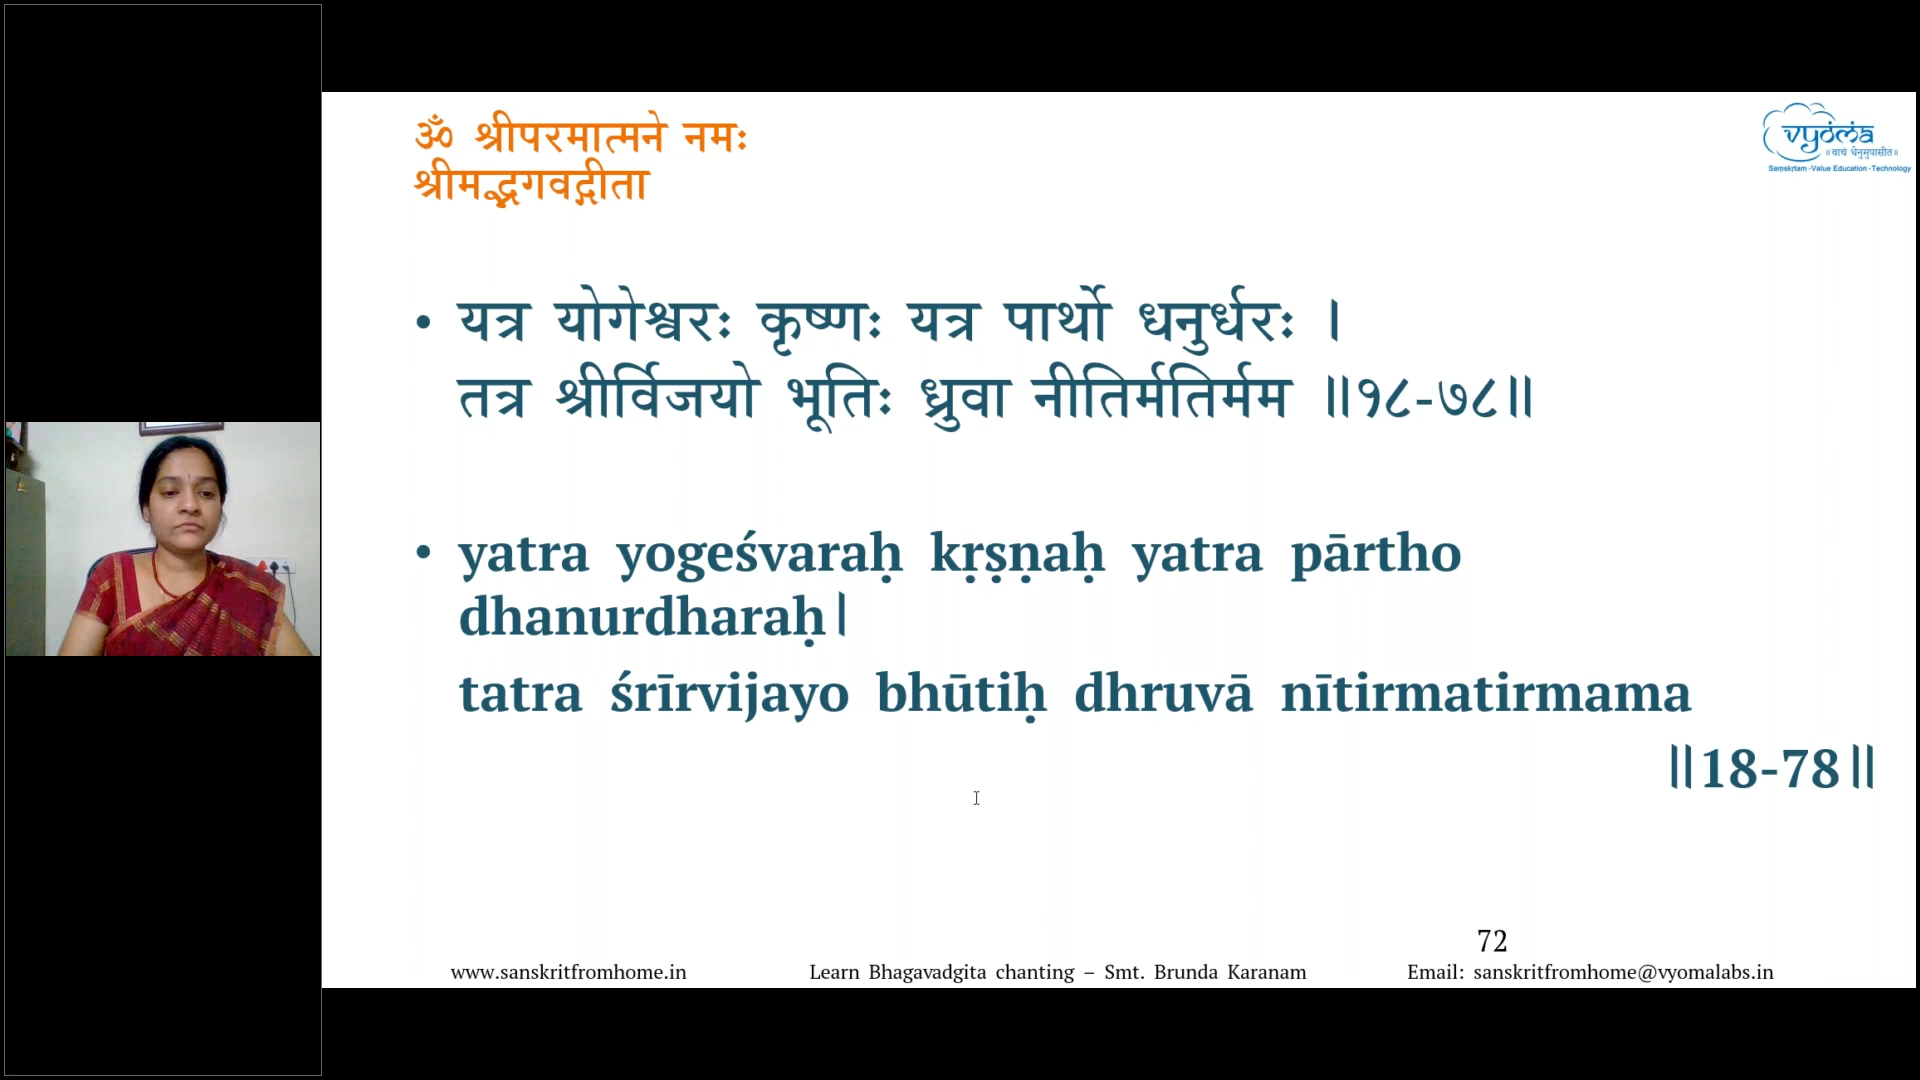 ॐ श्रीपरमात्मने नमः
श्रीमद्भगवद्गीता
vyoma
॥वाचं धेनुमुपासीत॥
Saṃskṛtam - Value Education - Technology
• यत्र योगेश्वरः कृष्णः यत्र पार्थो धनुर्धरः ।
तत्र श्रीर्विजयो भूतिः ध्रुवा नीतिर्मतिर्मम ॥१८-७८॥
• yatra yogeśvaraḥ kṛṣṇaḥ yatra pārtho
dhanurdharaḥ|
tatra śrīrvijayo bhūtiḥ dhruvā nītirmatirmama
||18-78||
72
www.sanskritfromhome.in Learn Bhagavadgita chanting – Smt. Brunda Karanam Email: sanskritfromhome@vyomalabs.in